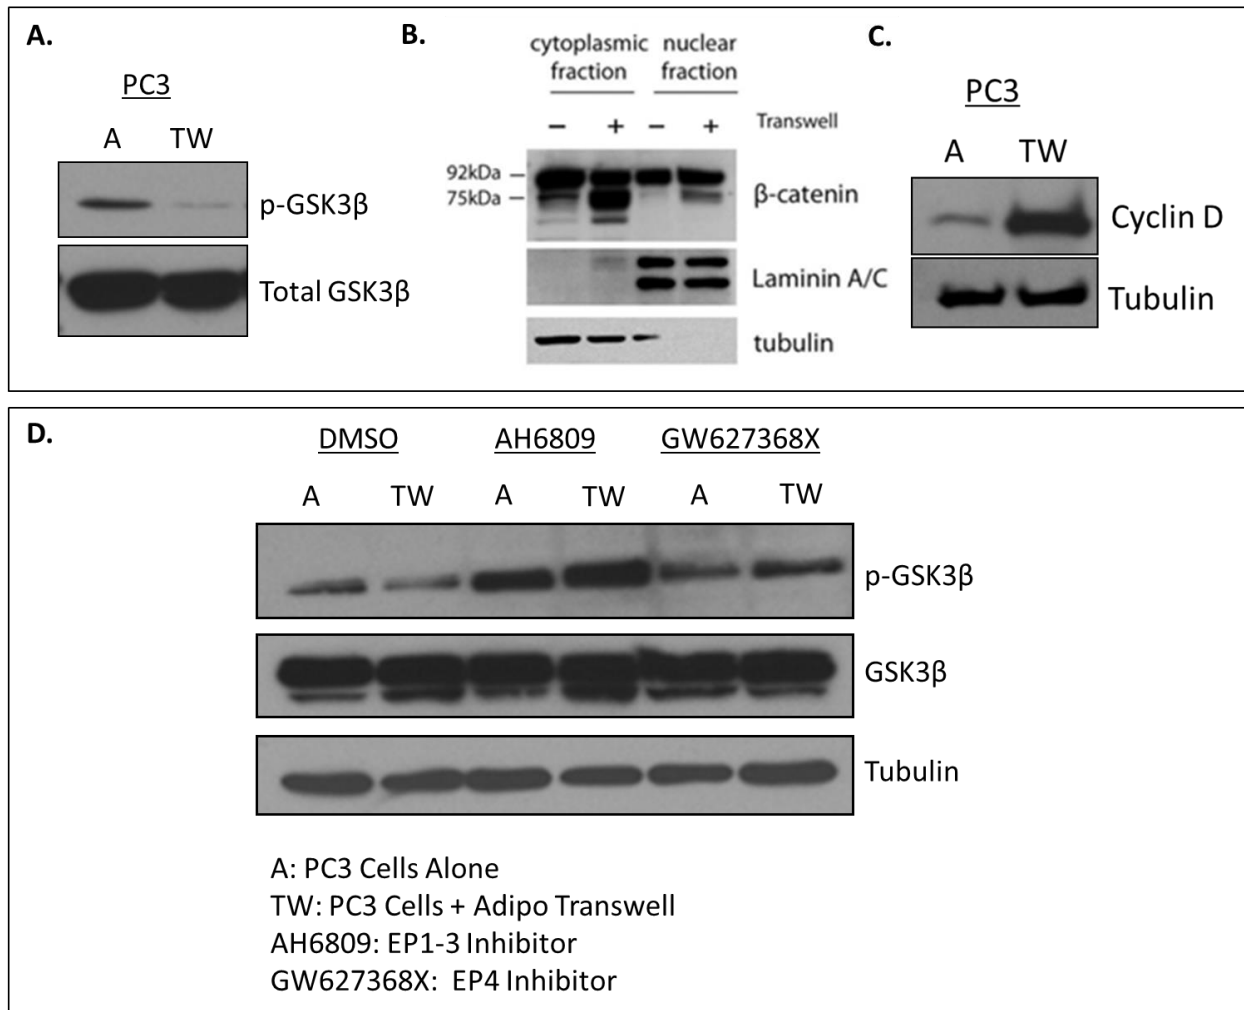 A.
PC3
A TW
p-GSK3β
Total GSK3β
B.
cytoplasmic nuclear
fraction fraction
– + – + Transwell
92kDa
75kDa
β-catenin
Laminin A/C
tubulin
C.
PC3
A TW
Cyclin D
Tubulin
D.
DMSO AH6809 GW627368X
A TW A TW A TW
p-GSK3β
GSK3β
Tubulin
A: PC3 Cells Alone
TW: PC3 Cells + Adipo Transwell
AH6809: EP1-3 Inhibitor
GW627368X: EP4 Inhibitor